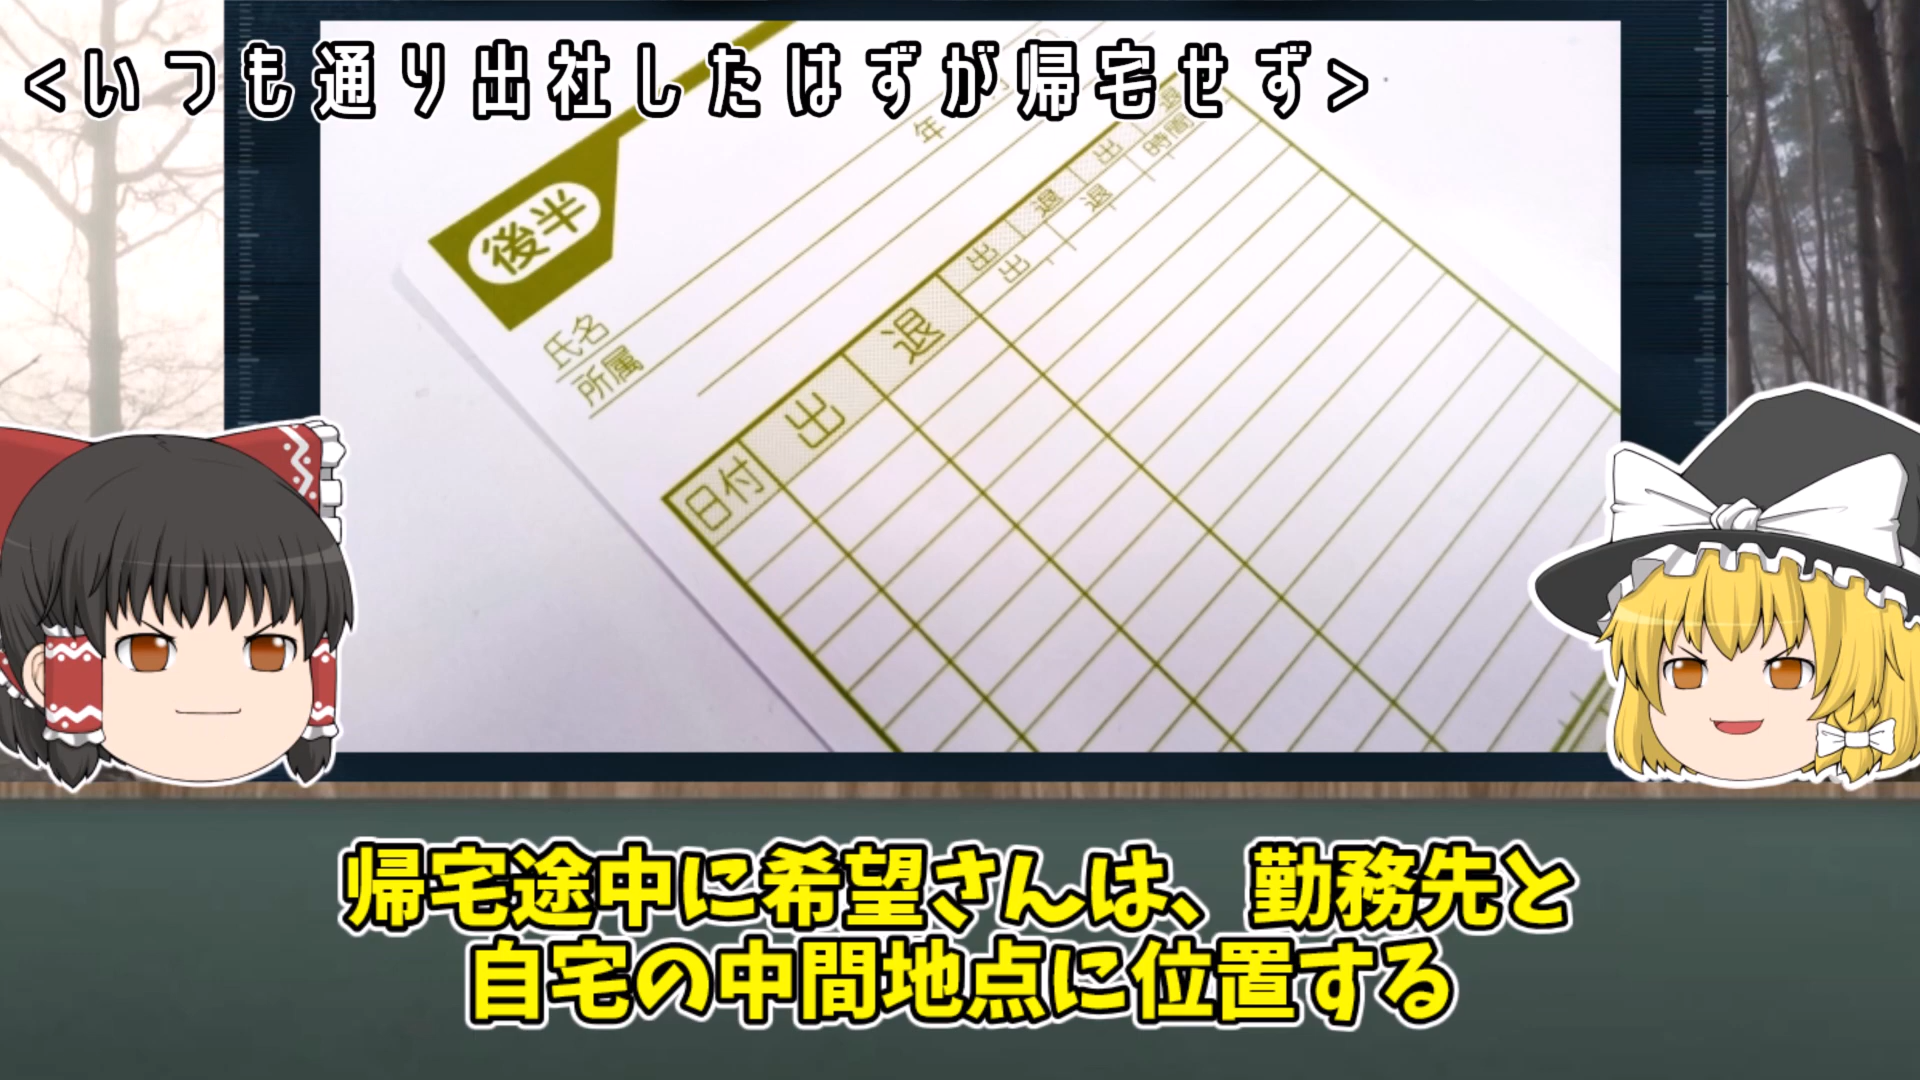 <いつも通り出社したはずが帰宅せず>
後半
年
氏名
所属
日付 出 退 出 退 出 退
出 退 時間
帰宅途中に希望さんは、勤務先と
自宅の中間地点に位置する